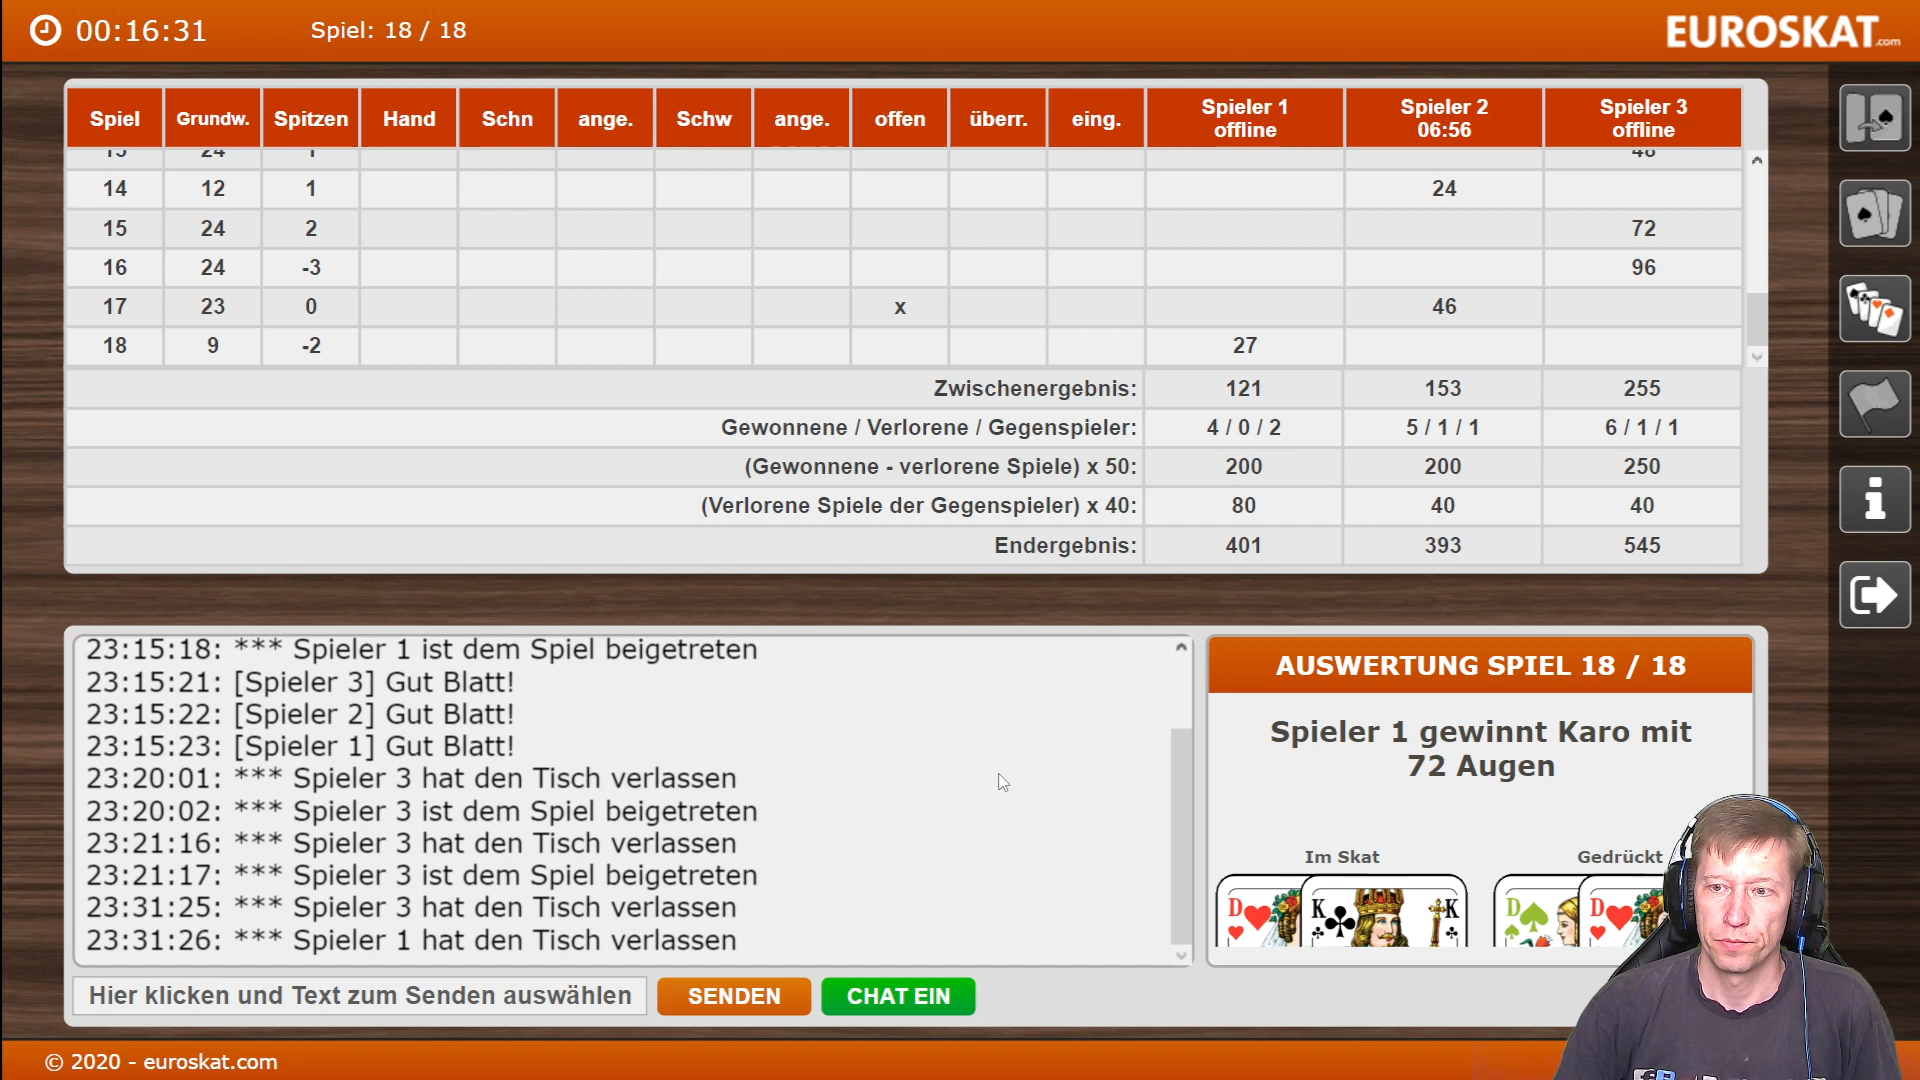 00:16:31 Spiel: 18 / 18 EUROSKAT.com
Spiel Grundw. Spitzen Hand Schn ange. Schw ange. offen überr. eing. Spieler 1 offline Spieler 2 06:56 Spieler 3 offline
24 1 48
14 12 1 24
15 24 2 72
16 24 -3 96
17 23 0 x 46
18 9 -2 27
Zwischenergebnis: 121 153 255
Gewonnene / Verlorene / Gegenspieler: 4 / 0 / 2 5 / 1 / 1 6 / 1 / 1
(Gewonnene - verlorene Spiele) x 50: 200 200 250
(Verlorene Spiele der Gegenspieler) x 40: 80 40 40
Endergebnis: 401 393 545
23:15:18: *** Spieler 1 ist dem Spiel beigetreten
23:15:21: [Spieler 3] Gut Blatt!
23:15:22: [Spieler 2] Gut Blatt!
23:15:23: [Spieler 1] Gut Blatt!
23:20:01: *** Spieler 3 hat den Tisch verlassen
23:20:02: *** Spieler 3 ist dem Spiel beigetreten
23:21:16: *** Spieler 3 hat den Tisch verlassen
23:21:17: *** Spieler 3 ist dem Spiel beigetreten
23:31:25: *** Spieler 3 hat den Tisch verlassen
23:31:26: *** Spieler 1 hat den Tisch verlassen
Hier klicken und Text zum Senden auswählen SENDEN CHAT EIN
AUSWERTUNG SPIEL 18 / 18
Spieler 1 gewinnt Karo mit
72 Augen
Im Skat Gedrückt
D K K D D
© 2020 - euroskat.com